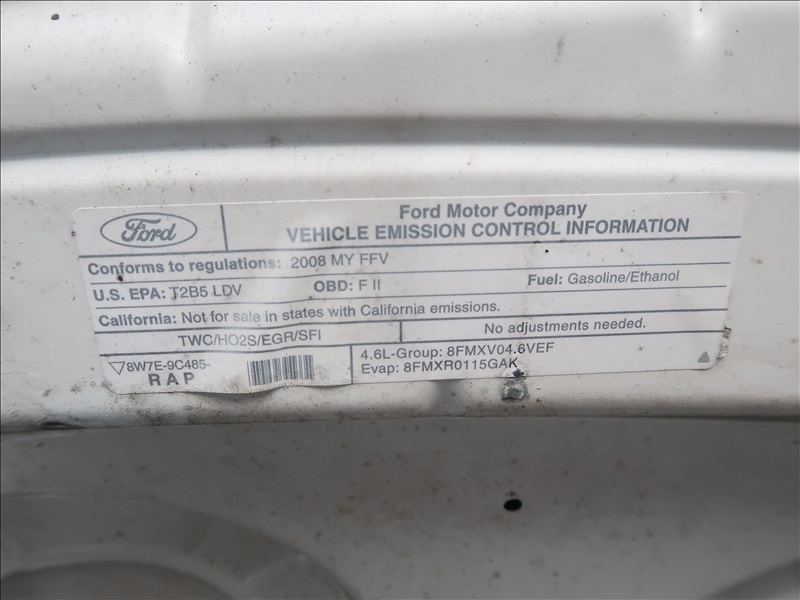 Ford
Ford Motor Company
VEHICLE EMISSION CONTROL INFORMATION
Conforms to regulations: 2008 MY FFV
U.S. EPA: T2B5 LDV OBD: F II Fuel: Gasoline/Ethanol
California: Not for sale in states with California emissions.
TWC/HO2S/EGR/SFI No adjustments needed.
8W7E-9C485-
RAP
4.6L-Group: 8FMXV04.6VEF
Evap: 8FMXR0115GAK